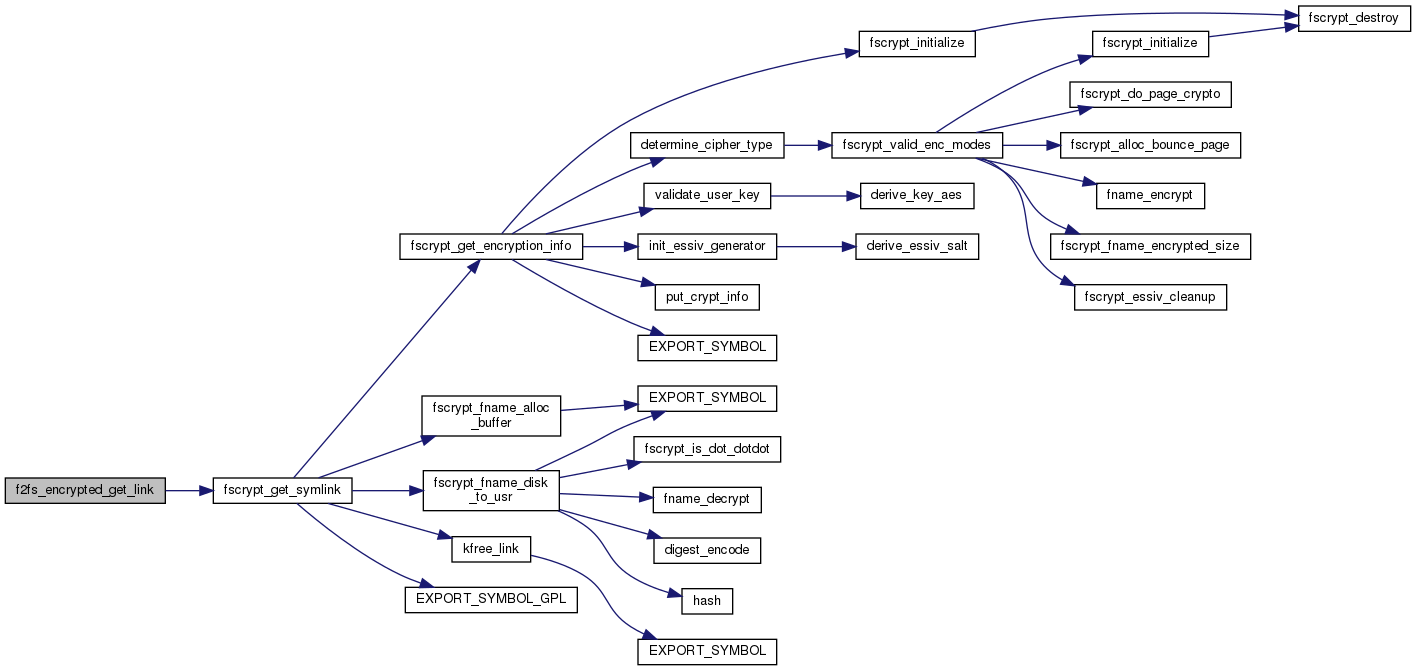 fscrypt_destroy
fscrypt_initialize
fscrypt_initialize
fscrypt_do_page_crypto
determine_cipher_type
fscrypt_valid_enc_modes
fscrypt_alloc_bounce_page
validate_user_key
derive_key_aes
fname_encrypt
fscrypt_get_encryption_info
init_essiv_generator
derive_essiv_salt
fscrypt_fname_encrypted_size
put_crypt_info
fscrypt_essiv_cleanup
EXPORT_SYMBOL
EXPORT_SYMBOL
fscrypt_fname_alloc
_buffer
fscrypt_is_dot_dotdot
f2fs_encrypted_get_link
fscrypt_get_symlink
fscrypt_fname_disk
_to_usr
fname_decrypt
kfree_link
digest_encode
EXPORT_SYMBOL_GPL
hash
EXPORT_SYMBOL